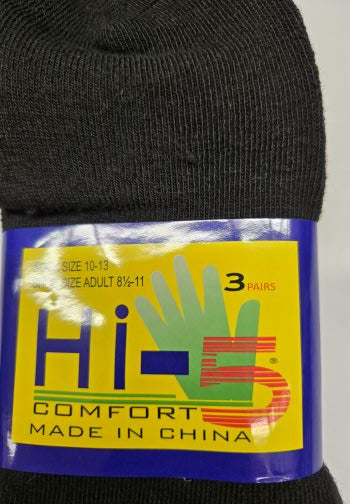 SIZE 10-13
SIZE ADULT 8½-11
3 PAIRS
Hi-5®
COMFORT
MADE IN CHINA